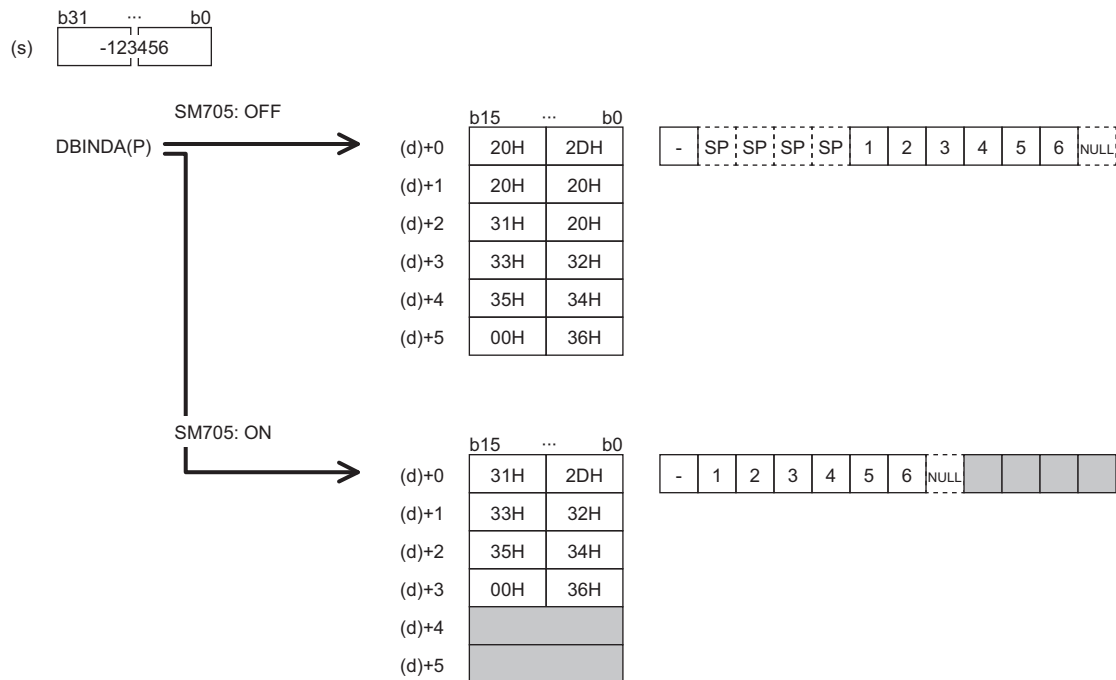 b31 ... b0
(s) -123456
SM705: OFF
b15 ... b0
DBINDA(P) (d)+0 20H 2DH - SP SP SP SP 1 2 3 4 5 6 NULL
(d)+1 20H 20H
(d)+2 31H 20H
(d)+3 33H 32H
(d)+4 35H 34H
(d)+5 00H 36H
SM705: ON
b15 ... b0
(d)+0 31H 2DH - 1 2 3 4 5 6 NULL
(d)+1 33H 32H
(d)+2 35H 34H
(d)+3 00H 36H
(d)+4
(d)+5